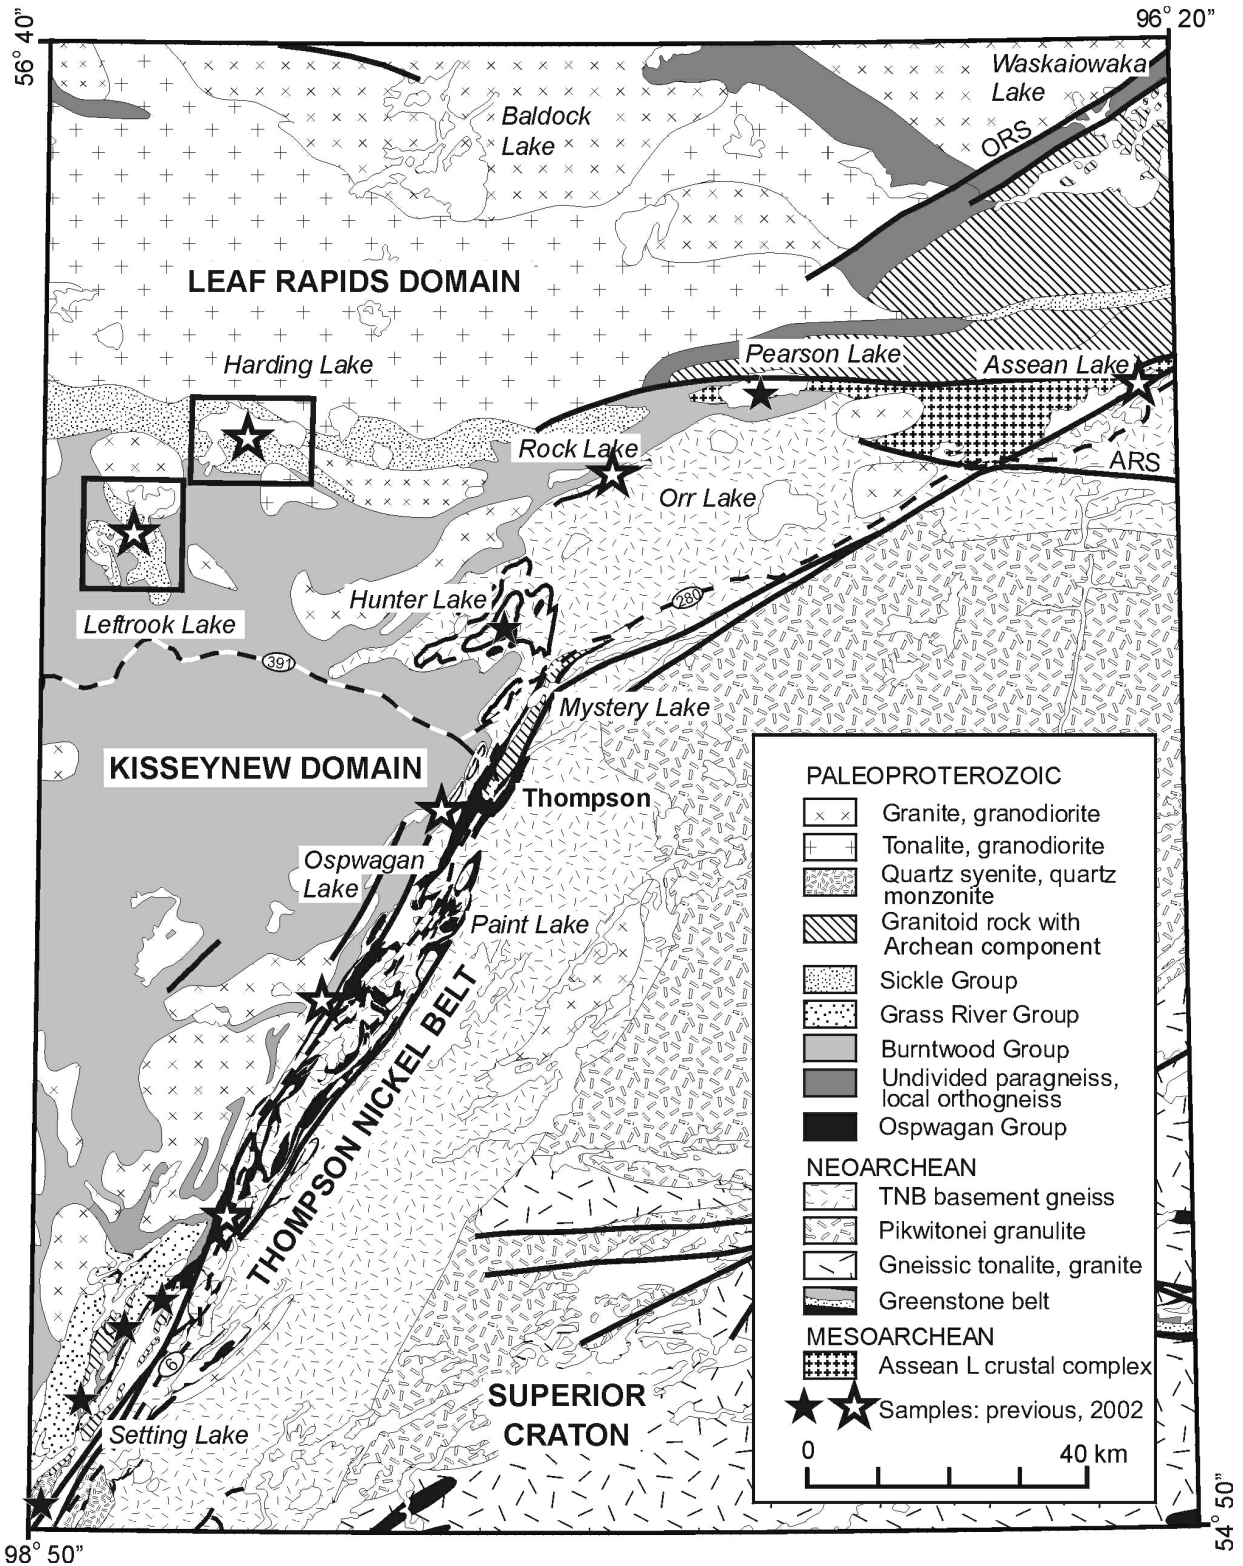 56° 40”
96° 20”
Waskaiowaka
Lake
Baldock
Lake
ORS
LEAF RAPIDS DOMAIN
Harding Lake
Pearson Lake
Assean Lake
Rock Lake
ARS
Orr Lake
Hunter Lake
280
Leftrook Lake
391
Mystery Lake
KISSEYNEW DOMAIN
Thompson
Ospwagan
Lake
Paint Lake
THOMPSON NICKEL BELT
6
Setting Lake
SUPERIOR
CRATON
PALEOPROTEROZOIC
Granite, granodiorite
Tonalite, granodiorite
Quartz syenite, quartz
monzonite
Granitoid rock with
Archean component
Sickle Group
Grass River Group
Burntwood Group
Undivided paragneiss,
local orthogneiss
Ospwagan Group
NEOARCHEAN
TNB basement gneiss
Pikwitonei granulite
Gneissic tonalite, granite
Greenstone belt
MESOARCHEAN
Assean L crustal complex
Samples: previous, 2002
0 40 km
98° 50”
54° 50”